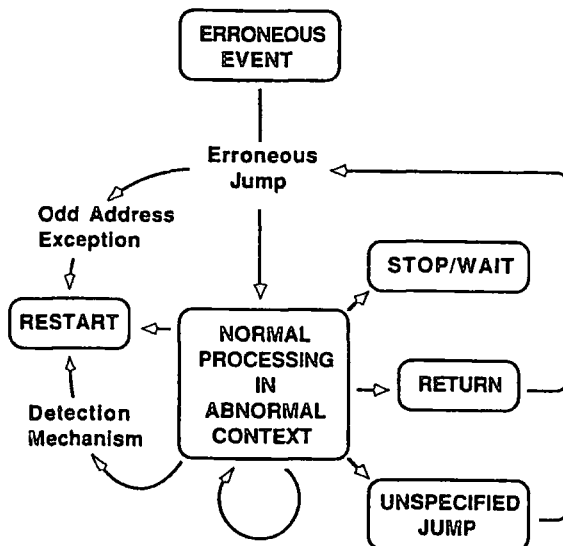 ERRONEOUS
EVENT
Erroneous
Jump
Odd Address
Exception
STOP/WAIT
RESTART
NORMAL
PROCESSING
IN
ABNORMAL
CONTEXT
RETURN
Detection
Mechanism
UNSPECIFIED
JUMP